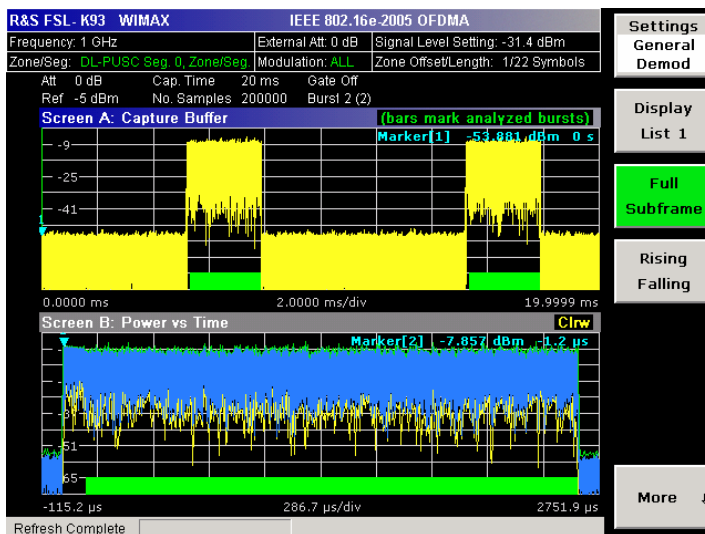 R&S FSL-K93 WIMAX IEEE 802.16e-2005 OFDMA
Frequency: 1 GHz External Att: 0 dB Signal Level Setting: -31.4 dBm
Zone/Seg: DL-PUSC Seg. 0, Zone/Seg. Modulation: ALL Zone Offset/Length: 1/22 Symbols
Att 0 dB Cap. Time 20 ms Gate Off
Ref -5 dBm No. Samples 200000 Burst 2 (2)
Screen A: Capture Buffer (bars mark analyzed bursts)
Marker[1] -53.881 dBm 0 s
-9
-25
-41
1
0.0000 ms 2.0000 ms/div 19.9999 ms
Screen B: Power vs Time Clrw
Marker[2] -7.857 dBm -1.2 µs
-51
-65
-115.2 µs 286.7 µs/div 2751.9 µs
Refresh Complete
Settings
General
Demod
Display
List 1
Full
Subframe
Rising
Falling
More